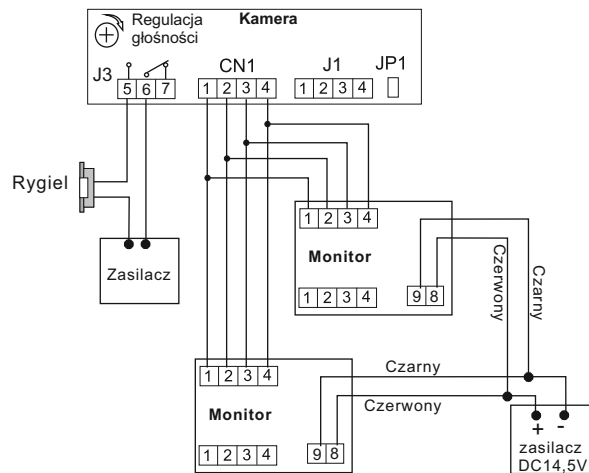 Regulacja
głośności
Kamera
J3
5 6 7
CN1
1 2 3 4
J1
1 2 3 4
JP1
Rygiel
Zasilacz
1 2 3 4
Monitor
9 8
1 2 3 4
Czerwony
Czarny
1 2 3 4
Monitor
9 8
1 2 3 4
Czarny
Czerwony
+ -
zasilacz
DC14,5V